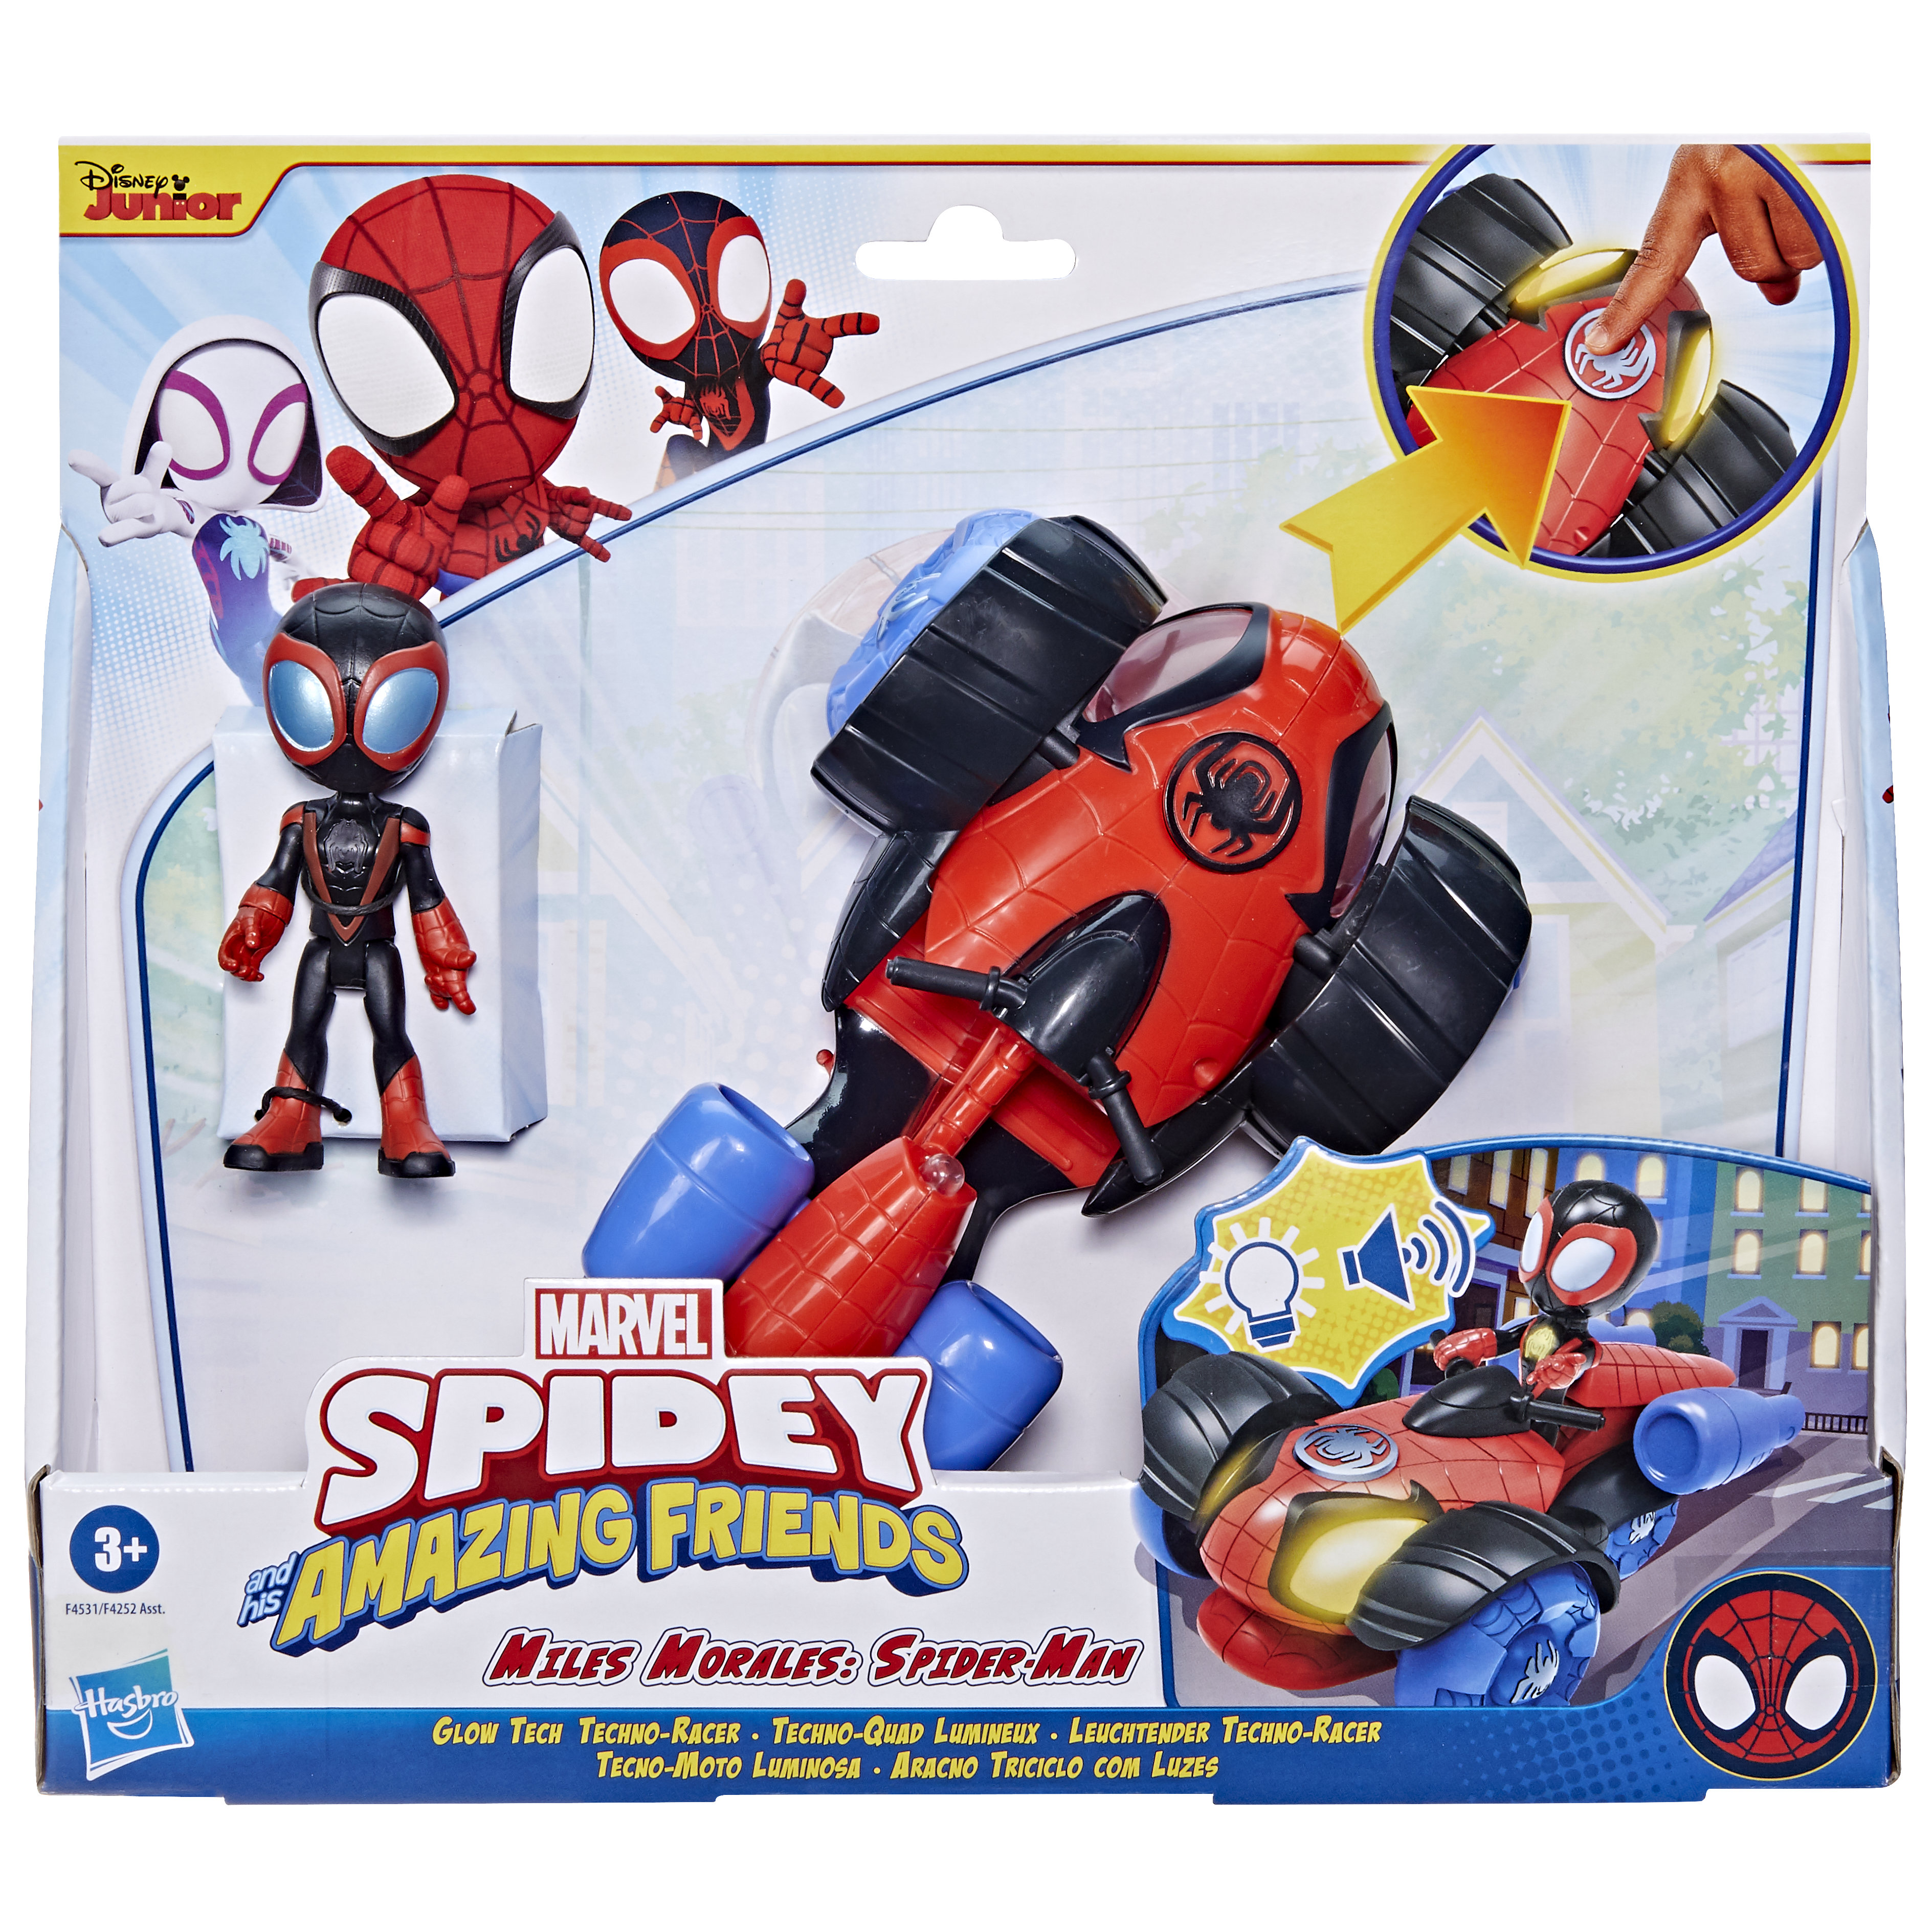 Disney
Junior
MARVEL
SPIDEY
and his AMAZING FRIENDS
3+
F4531/F4252 Asst.
MILES MORALES: SPIDER-MAN
Hasbro
GLOW TECH TECHNO-RACER · TECHNO-QUAD LUMINEUX · LEUCHTENDER TECHNO-RACER
TECNO-MOTO LUMINOSA · ARACNO TRICICLO COM LUZES